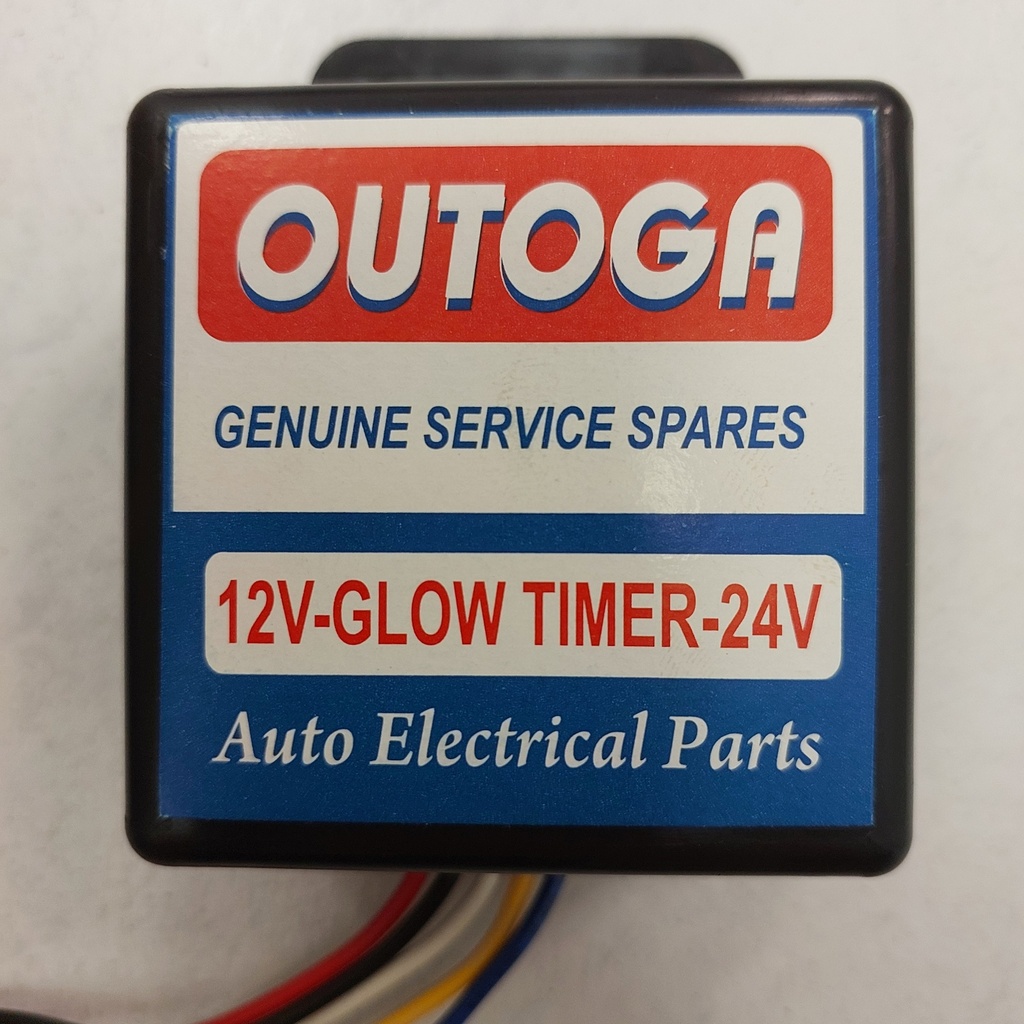 OUTOGA
GENUINE SERVICE SPARES
12V-GLOW TIMER-24V
Auto Electrical Parts